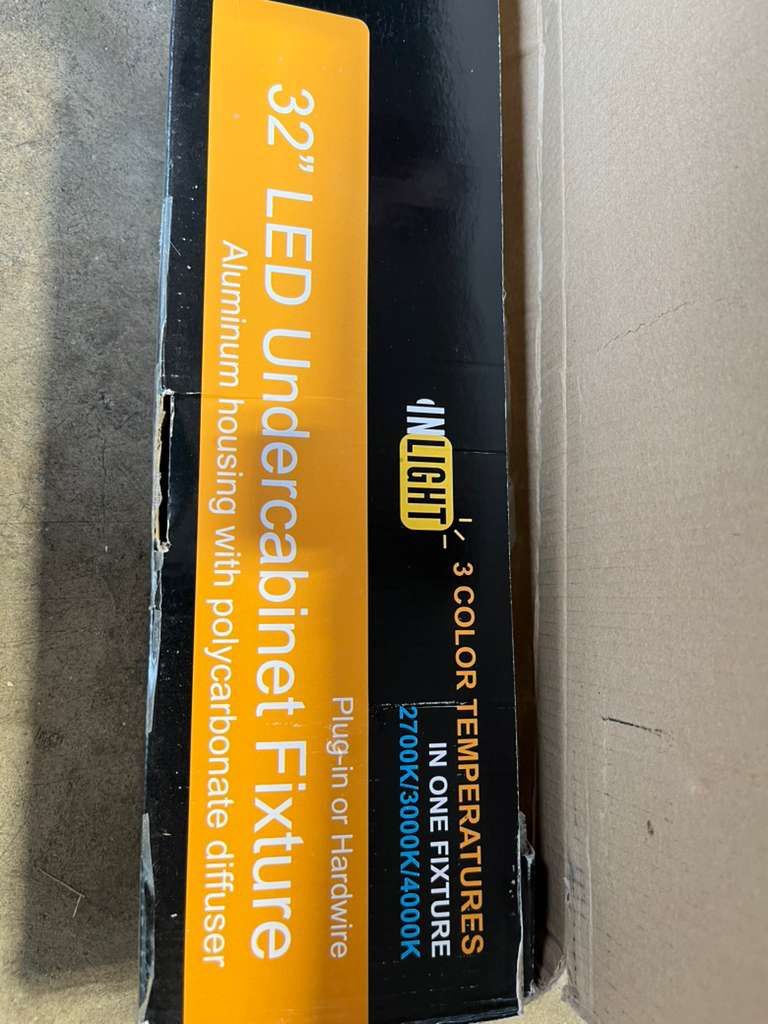 INLIGHT
3 COLOR TEMPERATURES
IN ONE FIXTURE
2700K/3000K/4000K
Plug-in or Hardwire
32” LED Undercabinet Fixture
Aluminum housing with polycarbonate diffuser